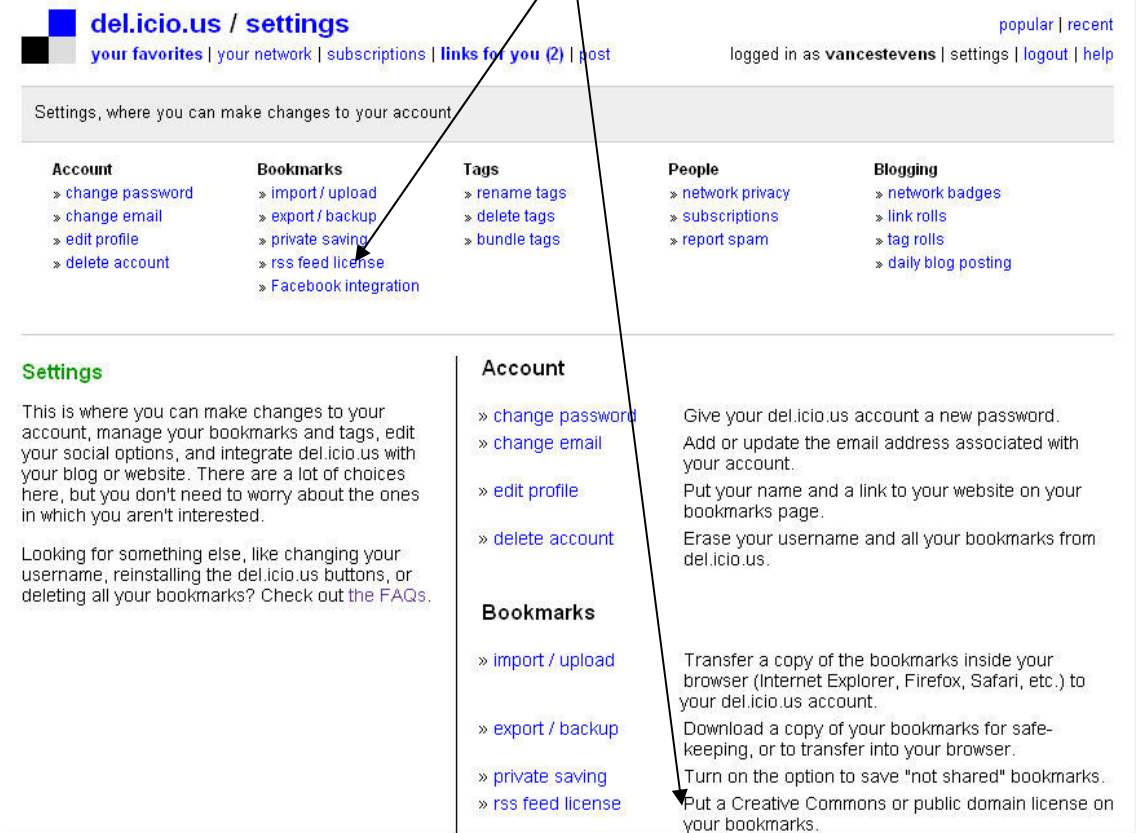 del.icio.us / settings
popular | recent
your favorites | your network | subscriptions | links for you (2) | post
logged in as vancestevens | settings | logout | help
Settings, where you can make changes to your account.
Account
» change password
» change email
» edit profile
» delete account
Bookmarks
» import / upload
» export / backup
» private saving
» rss feed license
» Facebook integration
Tags
» rename tags
» delete tags
» bundle tags
People
» network privacy
» subscriptions
» report spam
Blogging
» network badges
» link rolls
» tag rolls
» daily blog posting
Settings
This is where you can make changes to your
account, manage your bookmarks and tags, edit
your social options, and integrate del.icio.us with
your blog or website. There are a lot of choices
here, but you don't need to worry about the ones
in which you aren't interested.
Looking for something else, like changing your
username, reinstalling the del.icio.us buttons, or
deleting all your bookmarks? Check out the FAQs.
Account
» change password Give your del.icio.us account a new password.
» change email Add or update the email address associated with
your account.
» edit profile Put your name and a link to your website on your
bookmarks page.
» delete account Erase your username and all your bookmarks from
del.icio.us.
Bookmarks
» import / upload Transfer a copy of the bookmarks inside your
browser (Internet Explorer, Firefox, Safari, etc.) to
your del.icio.us account.
» export / backup Download a copy of your bookmarks for safe-
keeping, or to transfer into your browser.
» private saving Turn on the option to save "not shared" bookmarks.
» rss feed license Put a Creative Commons or public domain license on
your bookmarks.